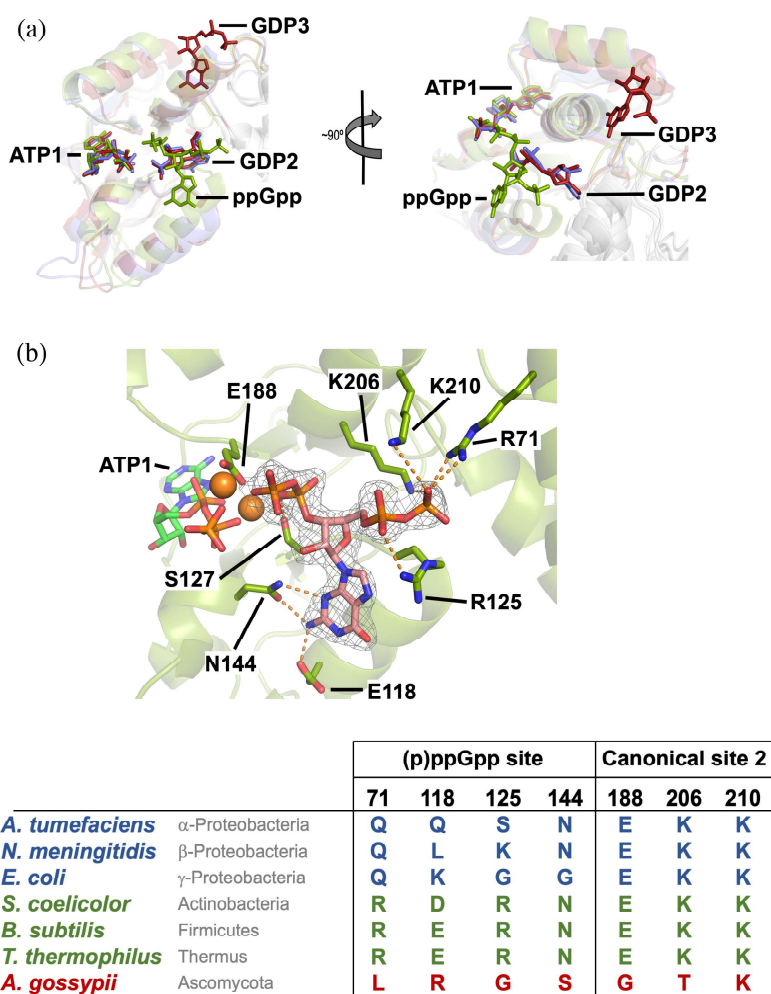 (a)
GDP3
ATP1
GDP2
ppGpp
~90º
ATP1
GDP3
GDP2
ppGpp
(b)
E188
K206
K210
R71
ATP1
S127
R125
N144
E118
(p)ppGpp site Canonical site 2
71 118 125 144 188 206 210
A. tumefaciens α-Proteobacteria Q Q S N E K K
N. meningitidis β-Proteobacteria Q L K N E K K
E. coli γ-Proteobacteria Q K G G E K K
S. coelicolor Actinobacteria R D R N E K K
B. subtilis Firmicutes R E R N E K K
T. thermophilus Thermus R E R N E K K
A. gossypii Ascomycota L R G S G T K